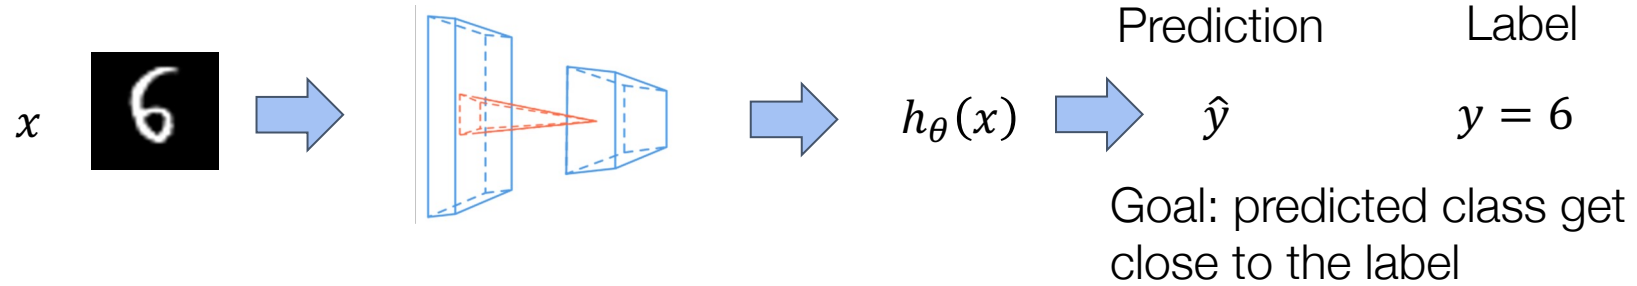 Prediction Label
x 6 h_θ(x) ŷ y = 6
Goal: predicted class get
close to the label